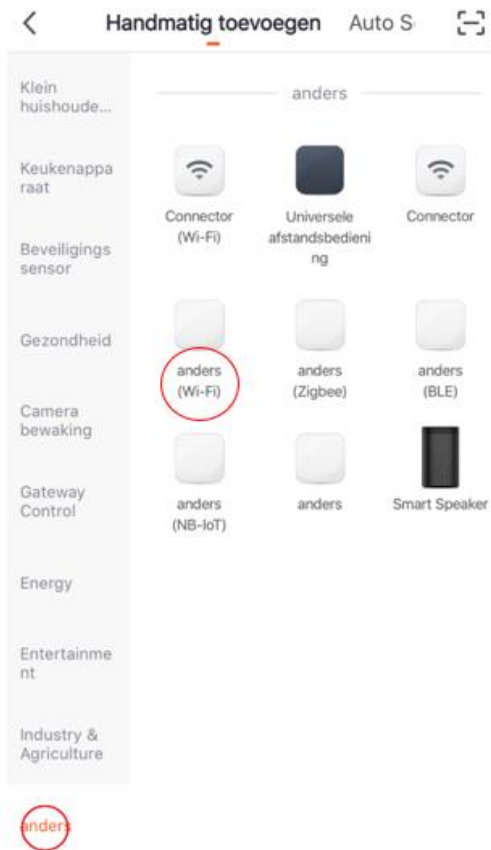 Handmatig toevoegen Auto S
Klein
huishoude...
Keukenappa
raat
Beveiligings
sensor
Gezondheid
Camera
bewaking
Gateway
Control
Energy
Entertainme
nt
Industry &
Agriculture
anders
anders
Connector
(Wi-Fi)
Universele
afstandsbedieni
ng
Connector
anders
(Wi-Fi)
anders
(Zigbee)
anders
(BLE)
anders
(NB-IoT)
anders
Smart Speaker